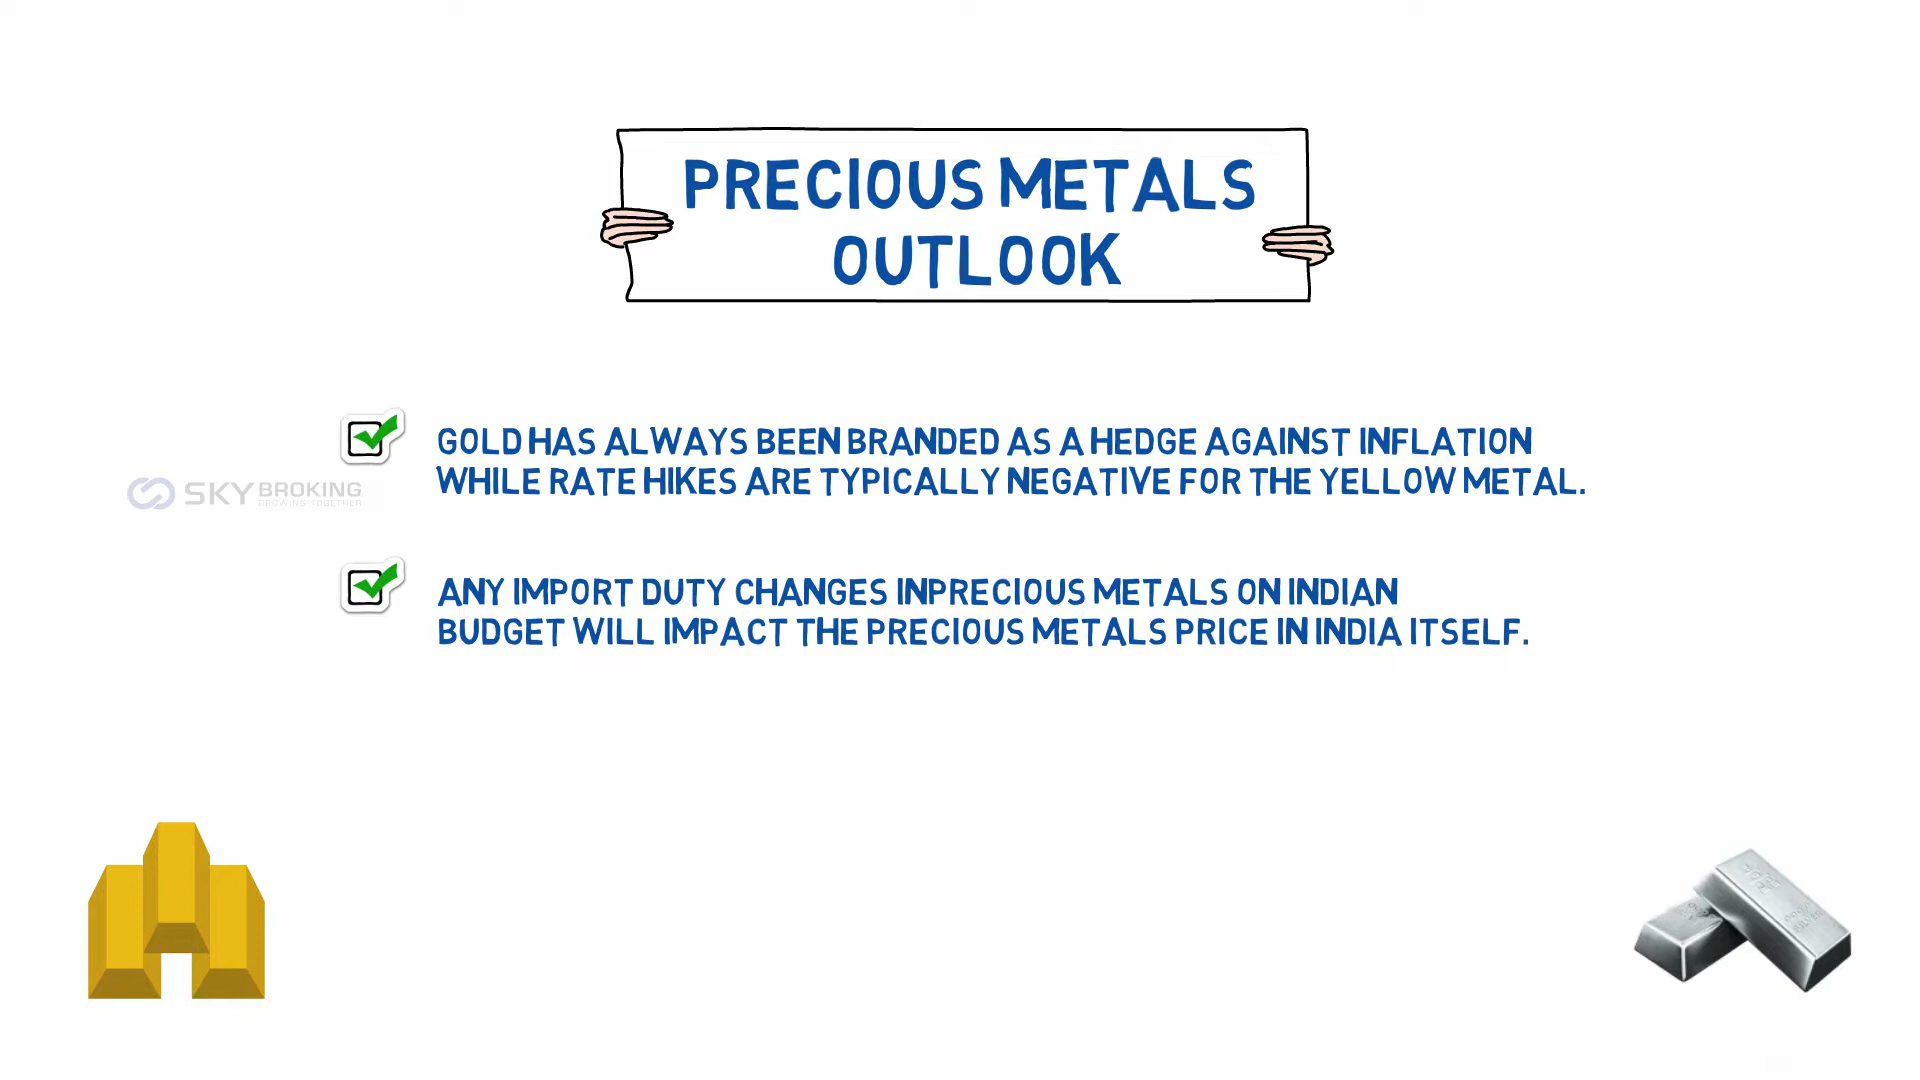 PRECIOUS METALS
OUTLOOK
GOLD HAS ALWAYS BEEN BRANDED AS A HEDGE AGAINST INFLATION
WHILE RATE HIKES ARE TYPICALLY NEGATIVE FOR THE YELLOW METAL.
SKY BROKING
GROWING TOGETHER
ANY IMPORT DUTY CHANGES INPRECIOUS METALS ON INDIAN
BUDGET WILL IMPACT THE PRECIOUS METALS PRICE IN INDIA ITSELF.